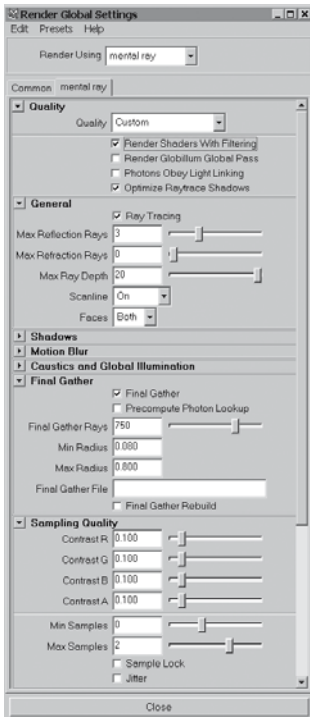 Render Global Settings
Edit Presets Help
Render Using mental ray
Common mental ray
Quality
Quality Custom
Render Shaders With Filtering
Render Globillum Global Pass
Photons Obey Light Linking
Optimize Raytrace Shadows
General
Ray Tracing
Max Reflection Rays 3
Max Refraction Rays 0
Max Ray Depth 20
Scanline On
Faces Both
Shadows
Motion Blur
Caustics and Global Illumination
Final Gather
Final Gather
Precompute Photon Lookup
Final Gather Rays 750
Min Radius 0.080
Max Radius 0.800
Final Gather File
Final Gather Rebuild
Sampling Quality
Contrast R 0.100
Contrast G 0.100
Contrast B 0.100
Contrast A 0.100
Min Samples 0
Max Samples 2
Sample Lock
Jitter
Close